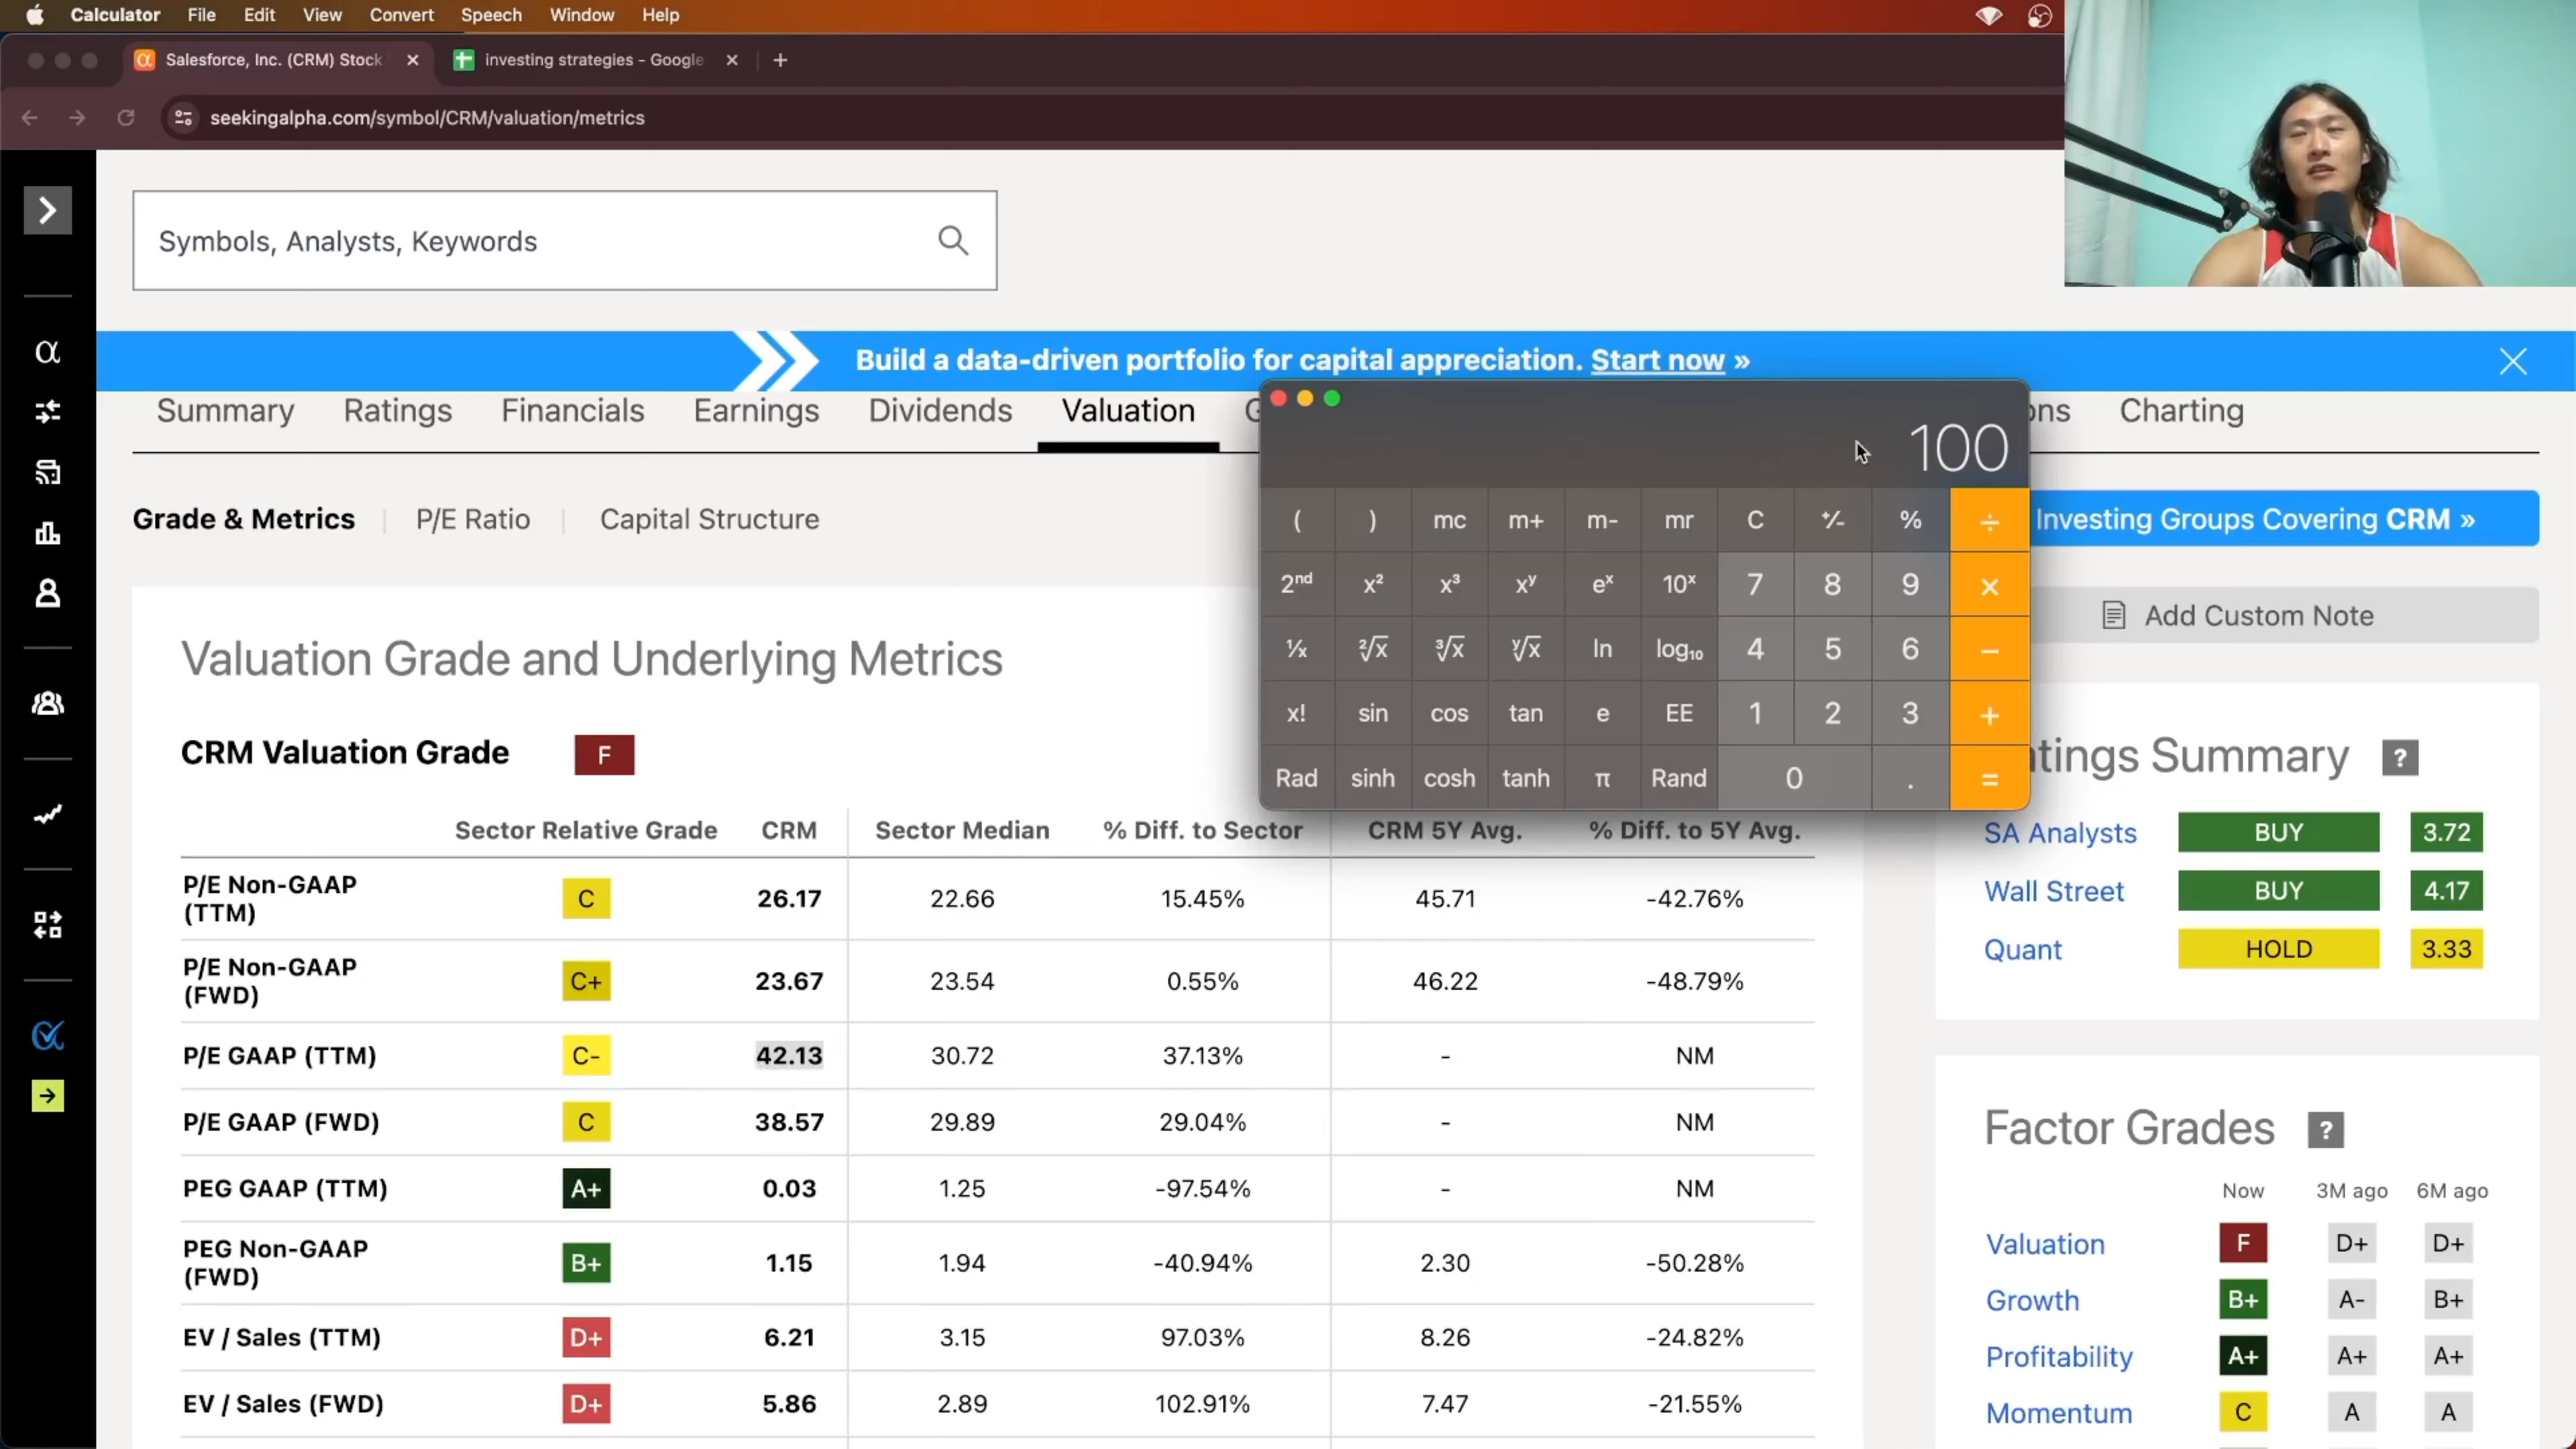 Calculator File Edit View Convert Speech Window Help
Salesforce, Inc. (CRM) Stock
investing strategies - Google
seekingalpha.com/symbol/CRM/valuation/metrics
Symbols, Analysts, Keywords
Build a data-driven portfolio for capital appreciation. Start now »
Summary Ratings Financials Earnings Dividends Valuation Charting
100
Grade & Metrics P/E Ratio Capital Structure
( ) mc m+ m- mr C +/- % ÷
2nd x² x³ xʸ eˣ 10ˣ 7 8 9 ×
1/x ²√x ³√x ʸ√x ln log₁₀ 4 5 6 −
x! sin cos tan e EE 1 2 3 +
Rad sinh cosh tanh π Rand 0 . =
Investing Groups Covering CRM »
Add Custom Note
Valuation Grade and Underlying Metrics
CRM Valuation Grade F
Sector Relative Grade CRM Sector Median % Diff. to Sector CRM 5Y Avg. % Diff. to 5Y Avg.
P/E Non-GAAP (TTM) C 26.17 22.66 15.45% 45.71 -42.76%
P/E Non-GAAP (FWD) C+ 23.67 23.54 0.55% 46.22 -48.79%
P/E GAAP (TTM) C- 42.13 30.72 37.13% - NM
P/E GAAP (FWD) C 38.57 29.89 29.04% - NM
PEG GAAP (TTM) A+ 0.03 1.25 -97.54% - NM
PEG Non-GAAP (FWD) B+ 1.15 1.94 -40.94% 2.30 -50.28%
EV / Sales (TTM) D+ 6.21 3.15 97.03% 8.26 -24.82%
EV / Sales (FWD) D+ 5.86 2.89 102.91% 7.47 -21.55%
Summary ?
SA Analysts BUY 3.72
Wall Street BUY 4.17
Quant HOLD 3.33
Factor Grades ?
Now 3M ago 6M ago
Valuation F D+ D+
Growth B+ A- B+
Profitability A+ A+ A+
Momentum C A A